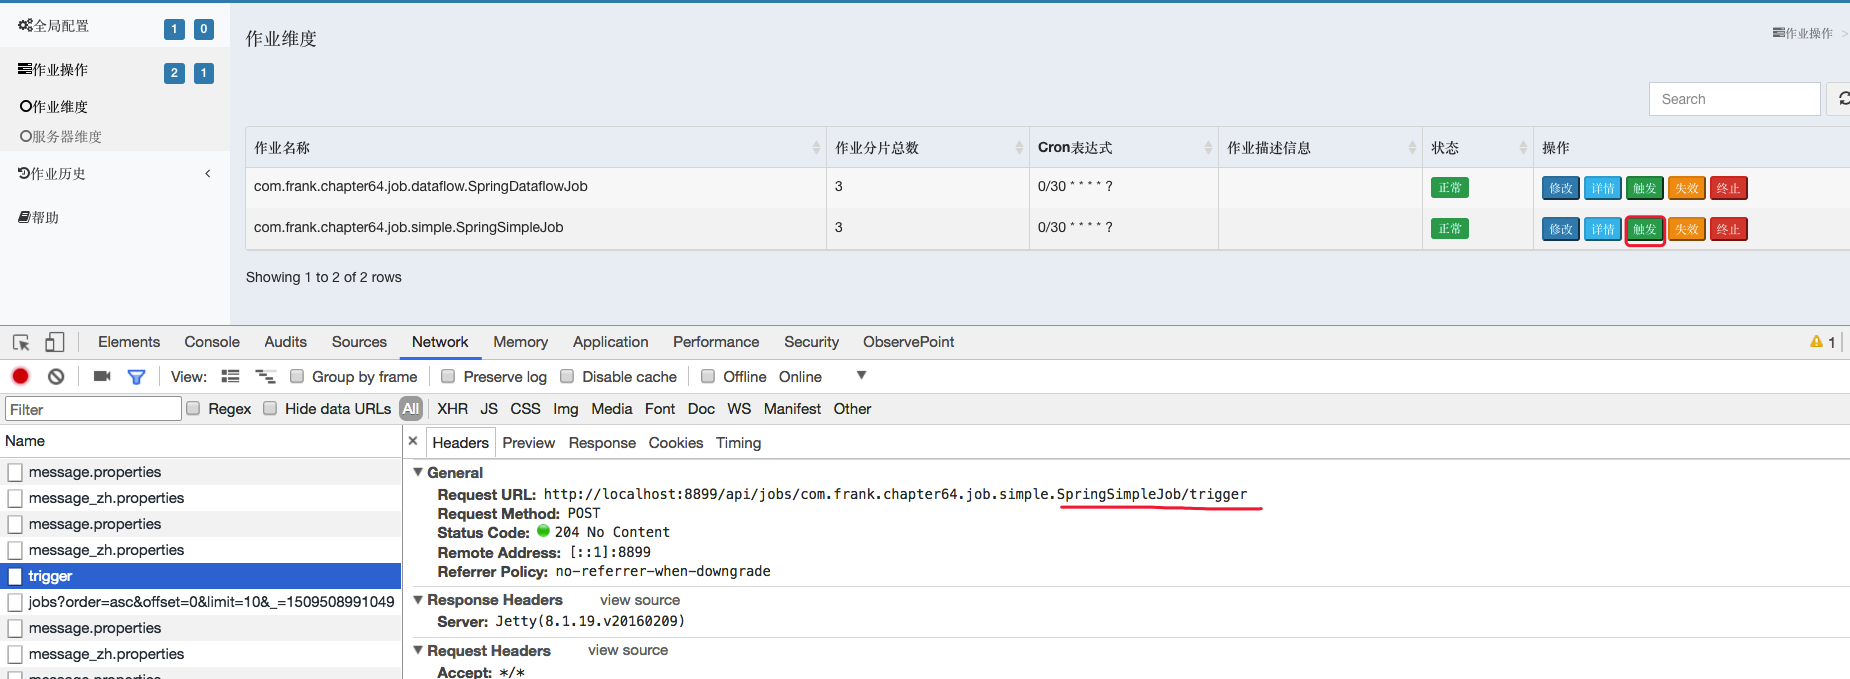 全局配置 1 0
作业操作 2 1
作业维度
服务器维度
作业历史
帮助
作业维度
作业操作 >
Search
作业名称 作业分片总数 Cron表达式 作业描述信息 状态 操作
com.frank.chapter64.job.dataflow.SpringDataflowJob 3 0/30 * * * * ? 正常 修改 详情 触发 失效 终止
com.frank.chapter64.job.simple.SpringSimpleJob 3 0/30 * * * * ? 正常 修改 详情 触发 失效 终止
Showing 1 to 2 of 2 rows
Elements Console Audits Sources Network Memory Application Performance Security ObservePoint 1
View: Group by frame Preserve log Disable cache Offline Online
Filter Regex Hide data URLs All XHR JS CSS Img Media Font Doc WS Manifest Other
Name
message.properties
message_zh.properties
message.properties
message_zh.properties
trigger
jobs?order=asc&offset=0&limit=10&_=1509508991049
message.properties
message_zh.properties
message.properties
× Headers Preview Response Cookies Timing
General
Request URL: http://localhost:8899/api/jobs/com.frank.chapter64.job.simple.SpringSimpleJob/trigger
Request Method: POST
Status Code: 204 No Content
Remote Address: [::1]:8899
Referrer Policy: no-referrer-when-downgrade
Response Headers view source
Server: Jetty(8.1.19.v20160209)
Request Headers view source
Accept: */*